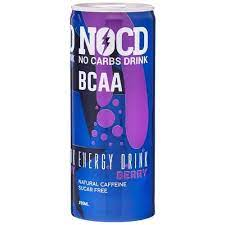 NOCD
NO CARBS DRINK
BCAA
ENERGY DRINK
BERRY
NATURAL CAFFEINE
SUGAR FREE